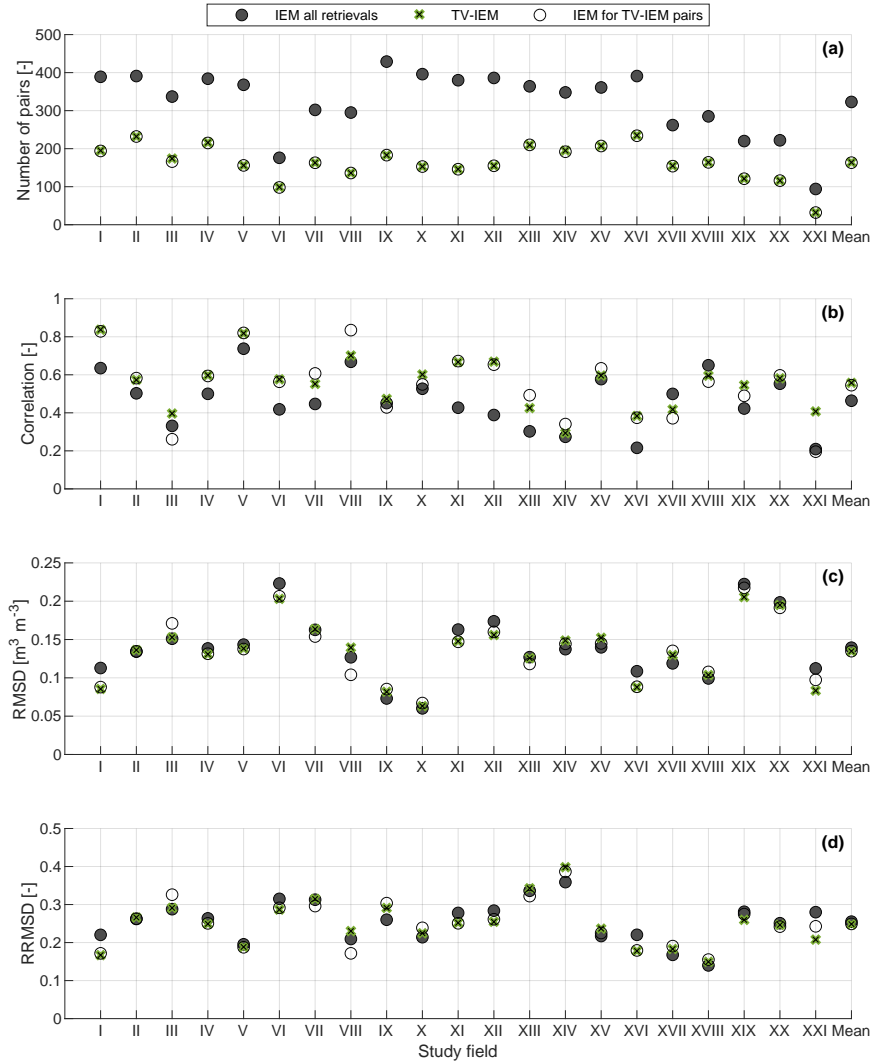 IEM all retrievals TV-IEM IEM for TV-IEM pairs
(a)
Number of pairs [-]
500
400
300
200
100
0
I II III IV V VI VII VIII IX X XI XII XIII XIV XV XVI XVII XVIII XIX XX XXI Mean
(b)
Correlation [-]
1
0.8
0.6
0.4
0.2
0
I II III IV V VI VII VIII IX X XI XII XIII XIV XV XVI XVII XVIII XIX XX XXI Mean
(c)
RMSD [m³ m⁻³]
0.25
0.2
0.15
0.1
0.05
0
I II III IV V VI VII VIII IX X XI XII XIII XIV XV XVI XVII XVIII XIX XX XXI Mean
(d)
RRMSD [-]
0.5
0.4
0.3
0.2
0.1
0
I II III IV V VI VII VIII IX X XI XII XIII XIV XV XVI XVII XVIII XIX XX XXI Mean
Study field